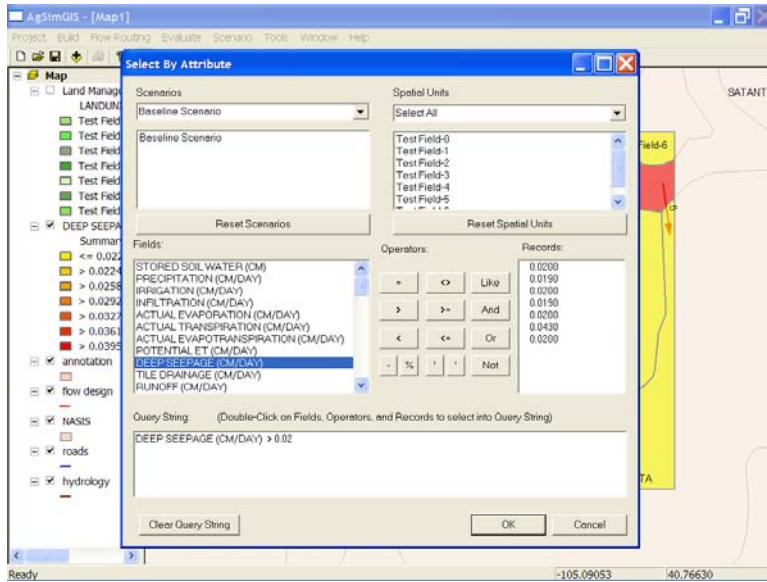 AgSimGIS - [Map1]
Project Build Flow Routing Evaluate Scenario Tools Window Help
Map
Land Manage
LANDUN
Test Field
Test Field
Test Field
Test Field
Test Field
Test Field
Test Field
DEEP SEEPA
Summar
<= 0.022
> 0.0224
> 0.0258
> 0.0292
> 0.0327
> 0.0361
> 0.0395
annotation
flow design
NASIS
roads
hydrology
Select By Attribute
Scenarios
Baseline Scenario
Baseline Scenario
Reset Scenarios
Spatial Units
Select All
Test Field-0
Test Field-1
Test Field-2
Test Field-3
Test Field-4
Test Field-5
Reset Spatial Units
Fields:
STORED SOIL WATER (CM)
PRECIPITATION (CM/DAY)
IRRIGATION (CM/DAY)
INFILTRATION (CM/DAY)
ACTUAL EVAPORATION (CM/DAY)
ACTUAL TRANSPIRATION (CM/DAY)
ACTUAL EVAPOTRANSPIRATION (CM/DAY)
POTENTIAL ET (CM/DAY)
DEEP SEEPAGE (CM/DAY)
TILE DRAINAGE (CM/DAY)
RUNOFF (CM/DAY)
Operators:
= <> Like
> >= And
< <= Or
- % ' ' Not
Records:
0.0200
0.0190
0.0200
0.0190
0.0200
0.0430
0.0200
Query String: (Double-Click on Fields, Operators, and Records to select into Query String)
DEEP SEEPAGE (CM/DAY) > 0.02
Clear Query String
OK
Cancel
SATANT
Field-6
5
TA
Ready
-105.09053 40.76630